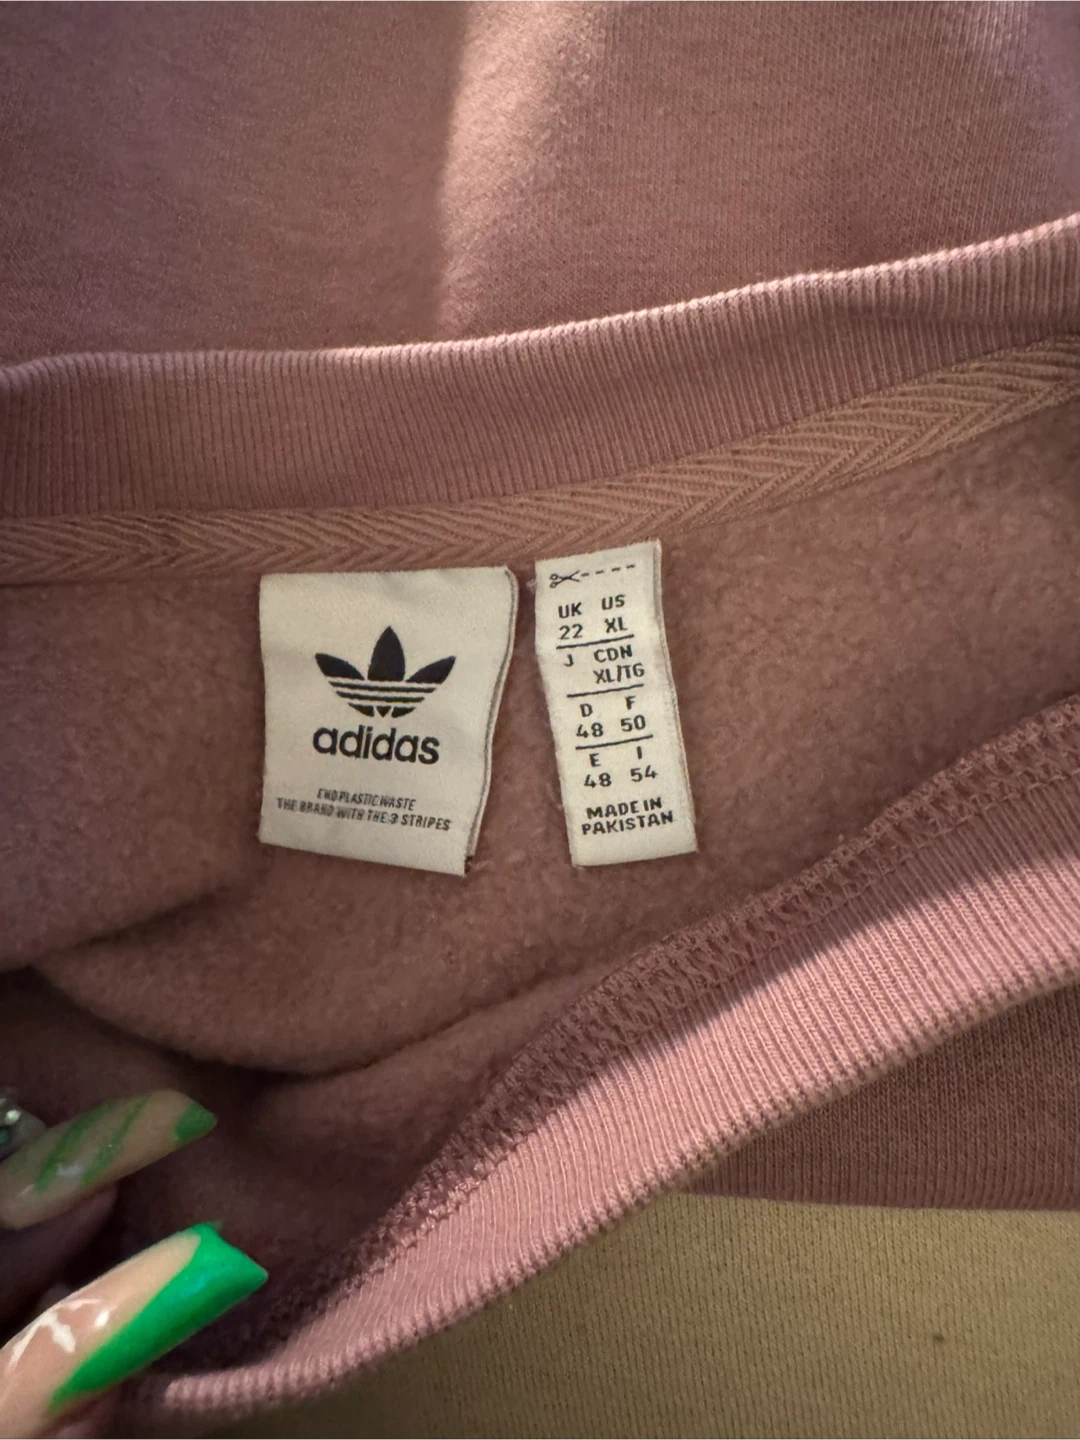 adidas
END PLASTIC WASTE
THE BRAND WITH THE 3 STRIPES
UK US
22 XL
J CDN
XL/TG
D F
48 50
E I
48 54
MADE IN
PAKISTAN